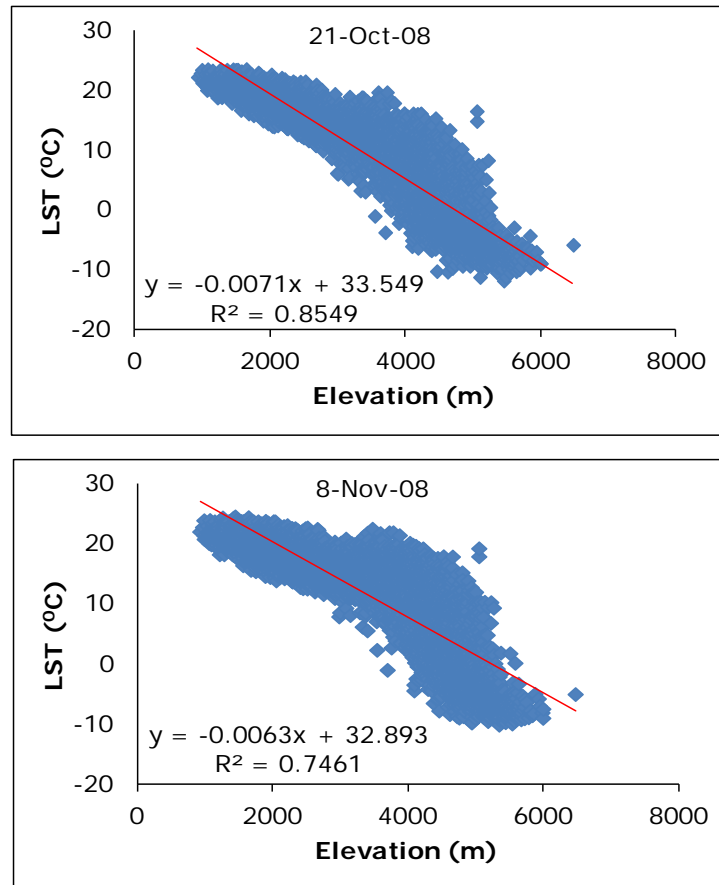 21-Oct-08
30
20
10
0
-10
-20
LST (⁰C)
y = -0.0071x + 33.549
R² = 0.8549
0 2000 4000 6000 8000
Elevation (m)
8-Nov-08
30
20
10
0
-10
-20
LST (⁰C)
y = -0.0063x + 32.893
R² = 0.7461
0 2000 4000 6000 8000
Elevation (m)